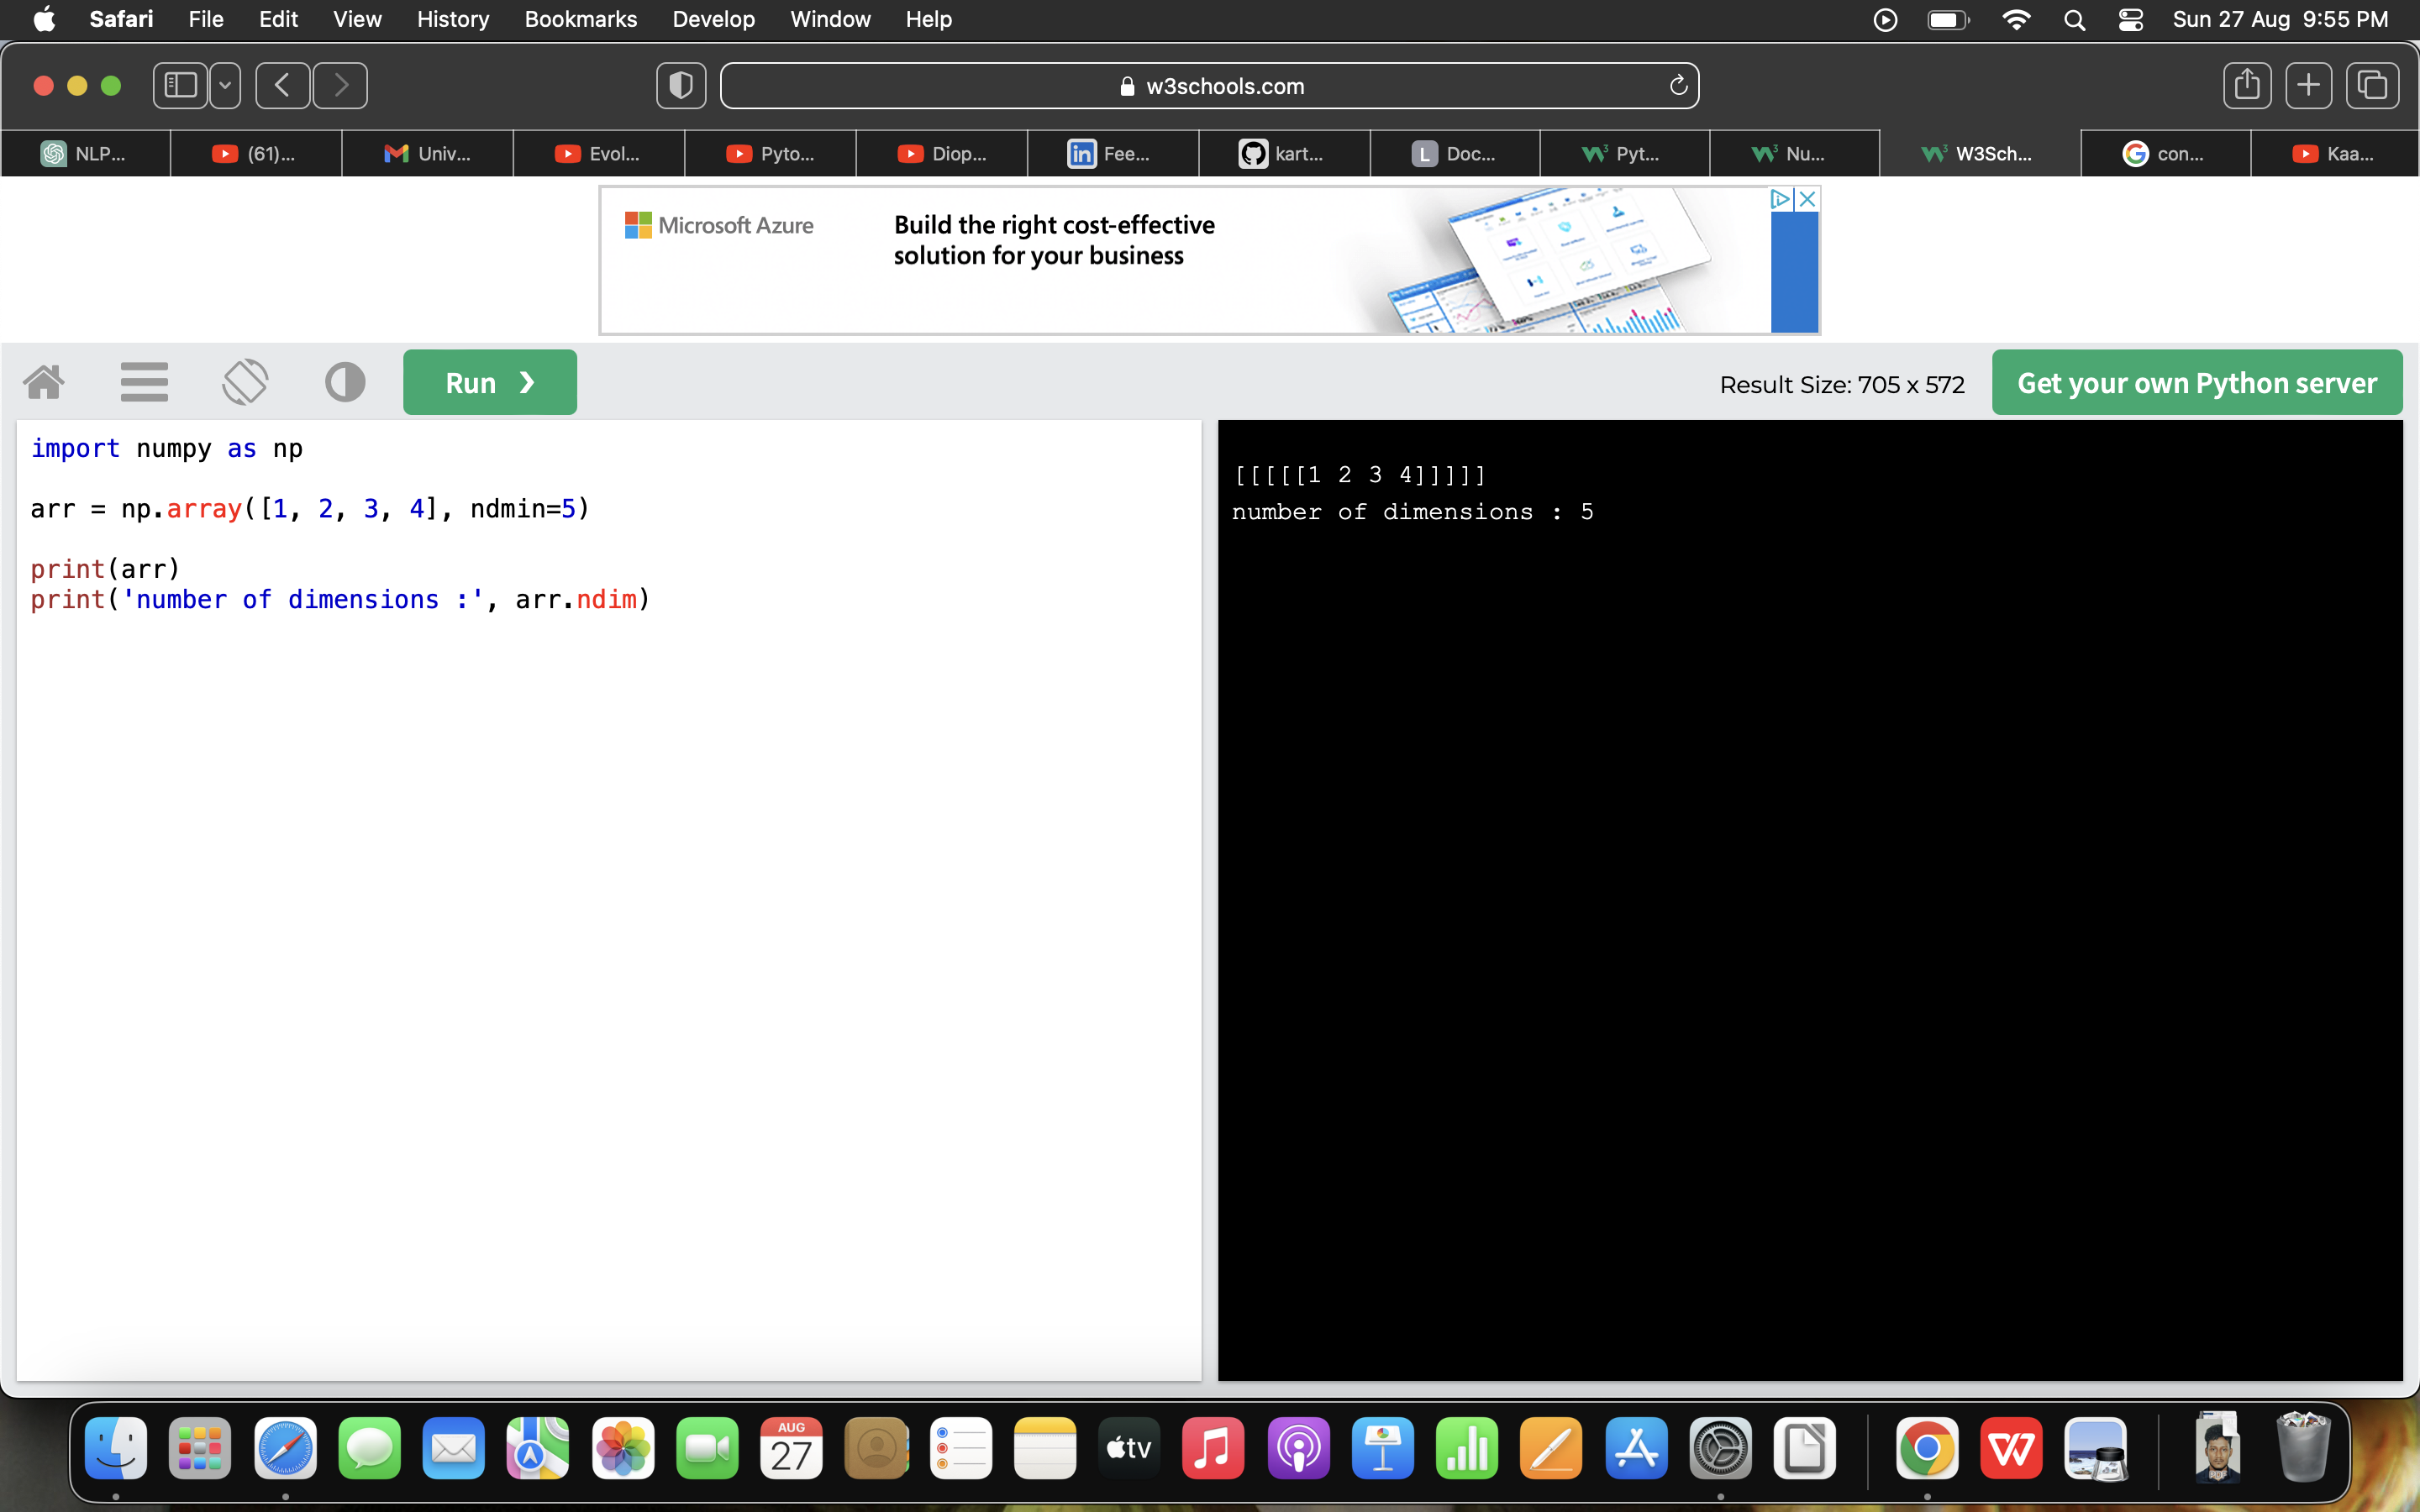 Safari File Edit View History Bookmarks Develop Window Help Sun 27 Aug 9:55 PM
w3schools.com
NLP... (61)... Univ... Evol... Pyto... Diop... Fee... kart... Doc... Pyt... Nu... W3Sch... con... Kaa...
Microsoft Azure
Build the right cost-effective
solution for your business
Run ❯ Result Size: 705 x 572 Get your own Python server
import numpy as np
arr = np.array([1, 2, 3, 4], ndmin=5)
print(arr)
print('number of dimensions :', arr.ndim)
[[[[[1 2 3 4]]]]]
number of dimensions : 5
AUG
27
tv